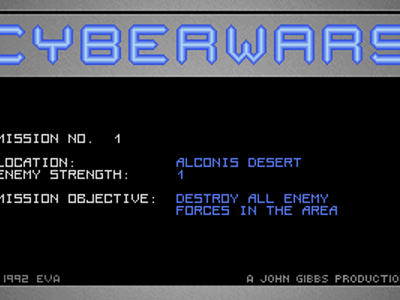 CYBERWARS
MISSION NO. 1
LOCATION: ALCONIS DESERT
ENEMY STRENGTH: 1
MISSION OBJECTIVE: DESTROY ALL ENEMY
FORCES IN THE AREA
1992 EVA A JOHN GIBBS PRODUCTION